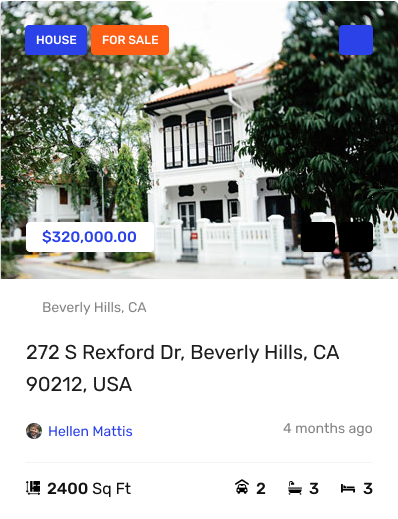 HOUSE FOR SALE
$320,000.00
Beverly Hills, CA
272 S Rexford Dr, Beverly Hills, CA
90212, USA
Hellen Mattis 4 months ago
2400 Sq Ft 2 3 3